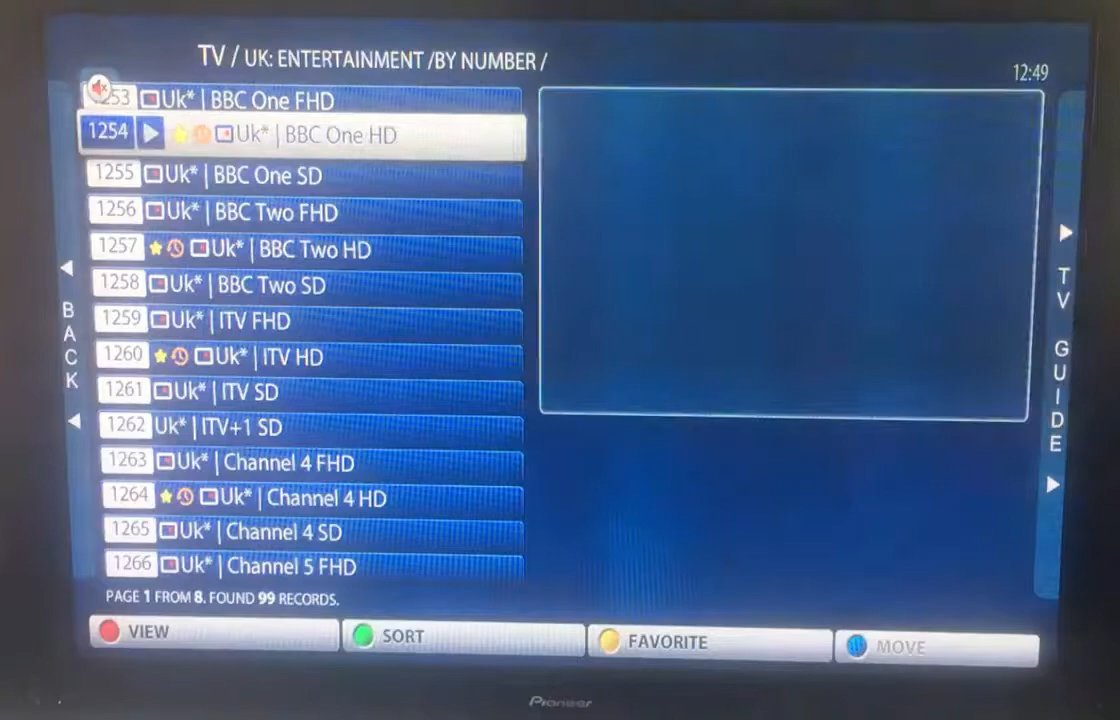 TV / UK: ENTERTAINMENT /BY NUMBER /
12:49
53 Uk* | BBC One FHD
1254 Uk* | BBC One HD
1255 Uk* | BBC One SD
1256 Uk* | BBC Two FHD
1257 Uk* | BBC Two HD
1258 Uk* | BBC Two SD
1259 Uk* | ITV FHD
1260 Uk* | ITV HD
1261 Uk* | ITV SD
1262 Uk* | ITV+1 SD
1263 Uk* | Channel 4 FHD
1264 Uk* | Channel 4 HD
1265 Uk* | Channel 4 SD
1266 Uk* | Channel 5 FHD
BACK
TV GUIDE
PAGE 1 FROM 8. FOUND 99 RECORDS.
VIEW SORT FAVORITE MOVE
Pioneer